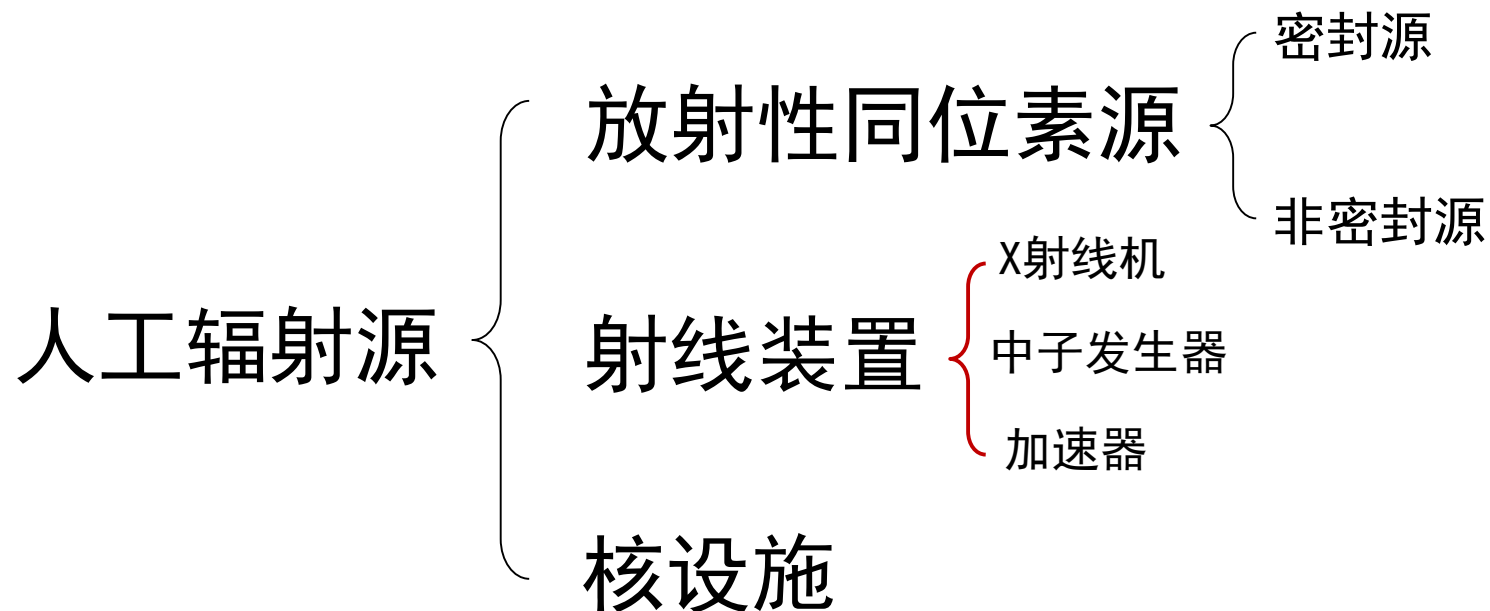 人工辐射源
放射性同位素源
密封源
非密封源
射线装置
X射线机
中子发生器
加速器
核设施